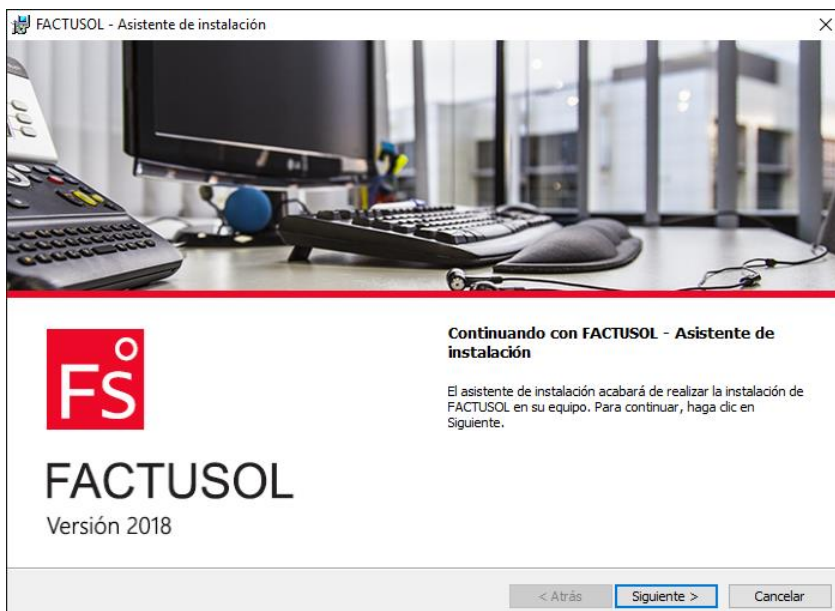 FACTUSOL - Asistente de instalación
Continuando con FACTUSOL - Asistente de
instalación
El asistente de instalación acabará de realizar la instalación de
FACTUSOL en su equipo. Para continuar, haga clic en
Siguiente.
Fs
FACTUSOL
Versión 2018
< Atrás
Siguiente >
Cancelar